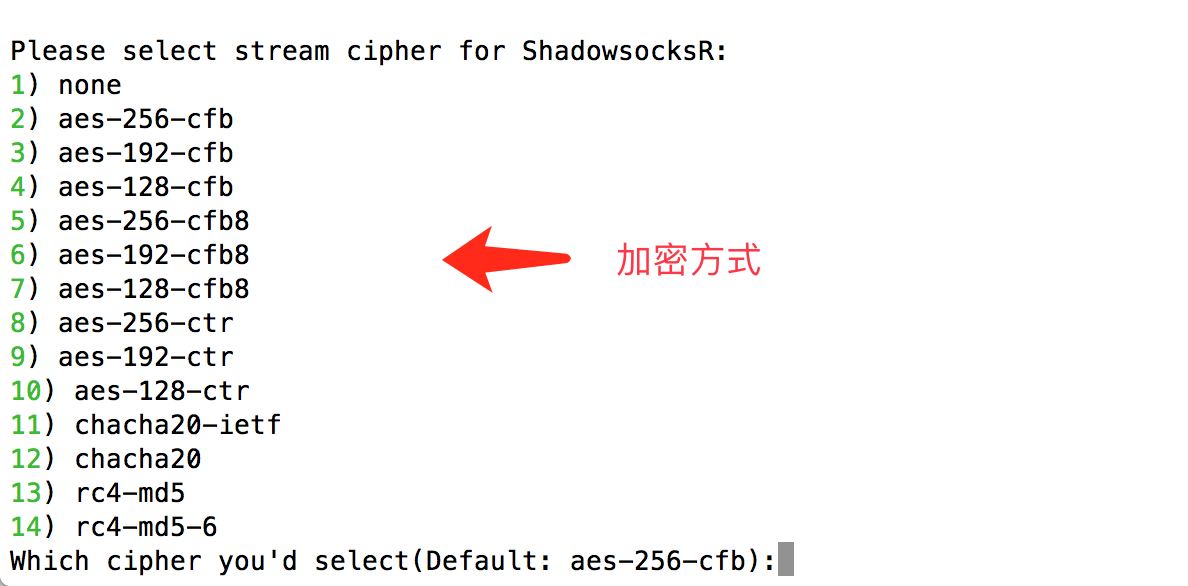 Please select stream cipher for ShadowsocksR:
1) none
2) aes-256-cfb
3) aes-192-cfb
4) aes-128-cfb
5) aes-256-cfb8
6) aes-192-cfb8
加密方式
7) aes-128-cfb8
8) aes-256-ctr
9) aes-192-ctr
10) aes-128-ctr
11) chacha20-ietf
12) chacha20
13) rc4-md5
14) rc4-md5-6
Which cipher you'd select(Default: aes-256-cfb):